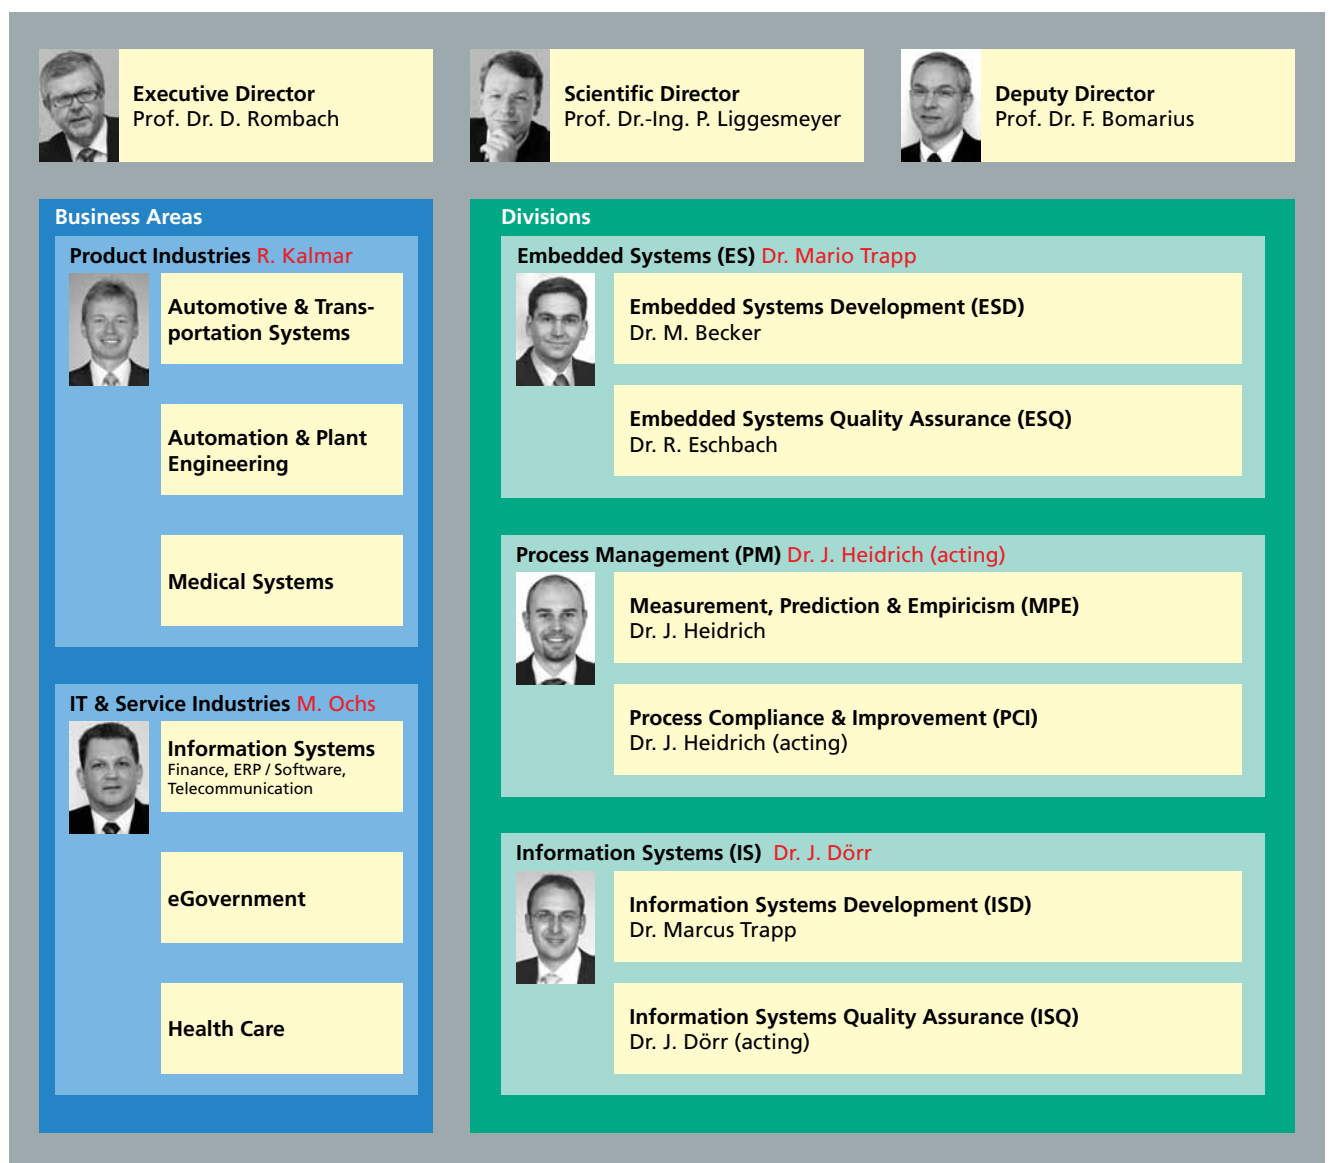 Executive Director
Prof. Dr. D. Rombach
Scientific Director
Prof. Dr.-Ing. P. Liggesmeyer
Deputy Director
Prof. Dr. F. Bomarius
Business Areas
Product Industries R. Kalmar
Automotive & Trans-
portation Systems
Automation & Plant
Engineering
Medical Systems
IT & Service Industries M. Ochs
Information Systems
Finance, ERP / Software,
Telecommunication
eGovernment
Health Care
Divisions
Embedded Systems (ES) Dr. Mario Trapp
Embedded Systems Development (ESD)
Dr. M. Becker
Embedded Systems Quality Assurance (ESQ)
Dr. R. Eschbach
Process Management (PM) Dr. J. Heidrich (acting)
Measurement, Prediction & Empiricism (MPE)
Dr. J. Heidrich
Process Compliance & Improvement (PCI)
Dr. J. Heidrich (acting)
Information Systems (IS) Dr. J. Dörr
Information Systems Development (ISD)
Dr. Marcus Trapp
Information Systems Quality Assurance (ISQ)
Dr. J. Dörr (acting)